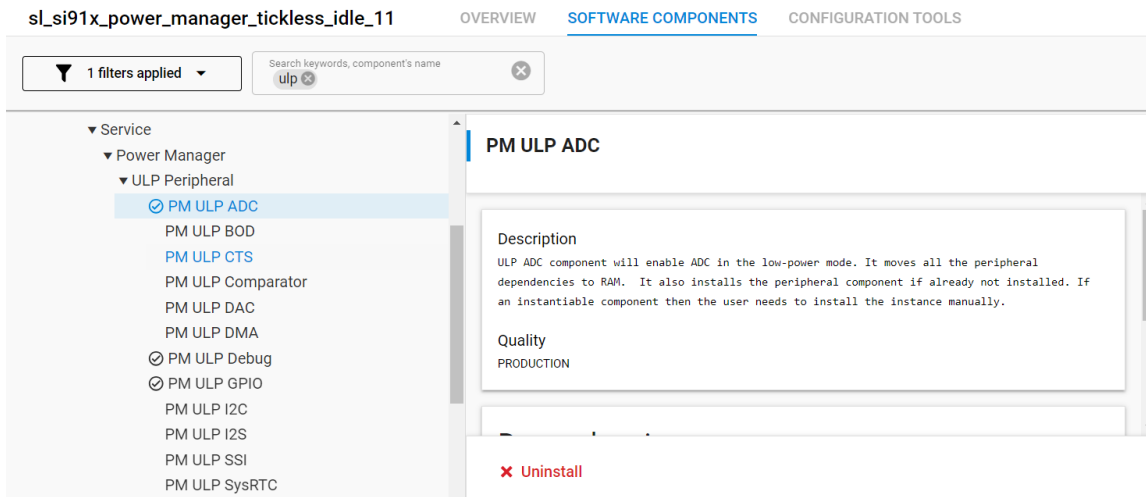 sl_si91x_power_manager_tickless_idle_11
OVERVIEW
SOFTWARE COMPONENTS
CONFIGURATION TOOLS
1 filters applied
Search keywords, component's name
ulp
Service
Power Manager
ULP Peripheral
PM ULP ADC
PM ULP BOD
PM ULP CTS
PM ULP Comparator
PM ULP DAC
PM ULP DMA
PM ULP Debug
PM ULP GPIO
PM ULP I2C
PM ULP I2S
PM ULP SSI
PM ULP SysRTC
PM ULP ADC
Description
ULP ADC component will enable ADC in the low-power mode. It moves all the peripheral
dependencies to RAM. It also installs the peripheral component if already not installed. If
an instantiable component then the user needs to install the instance manually.
Quality
PRODUCTION
Uninstall